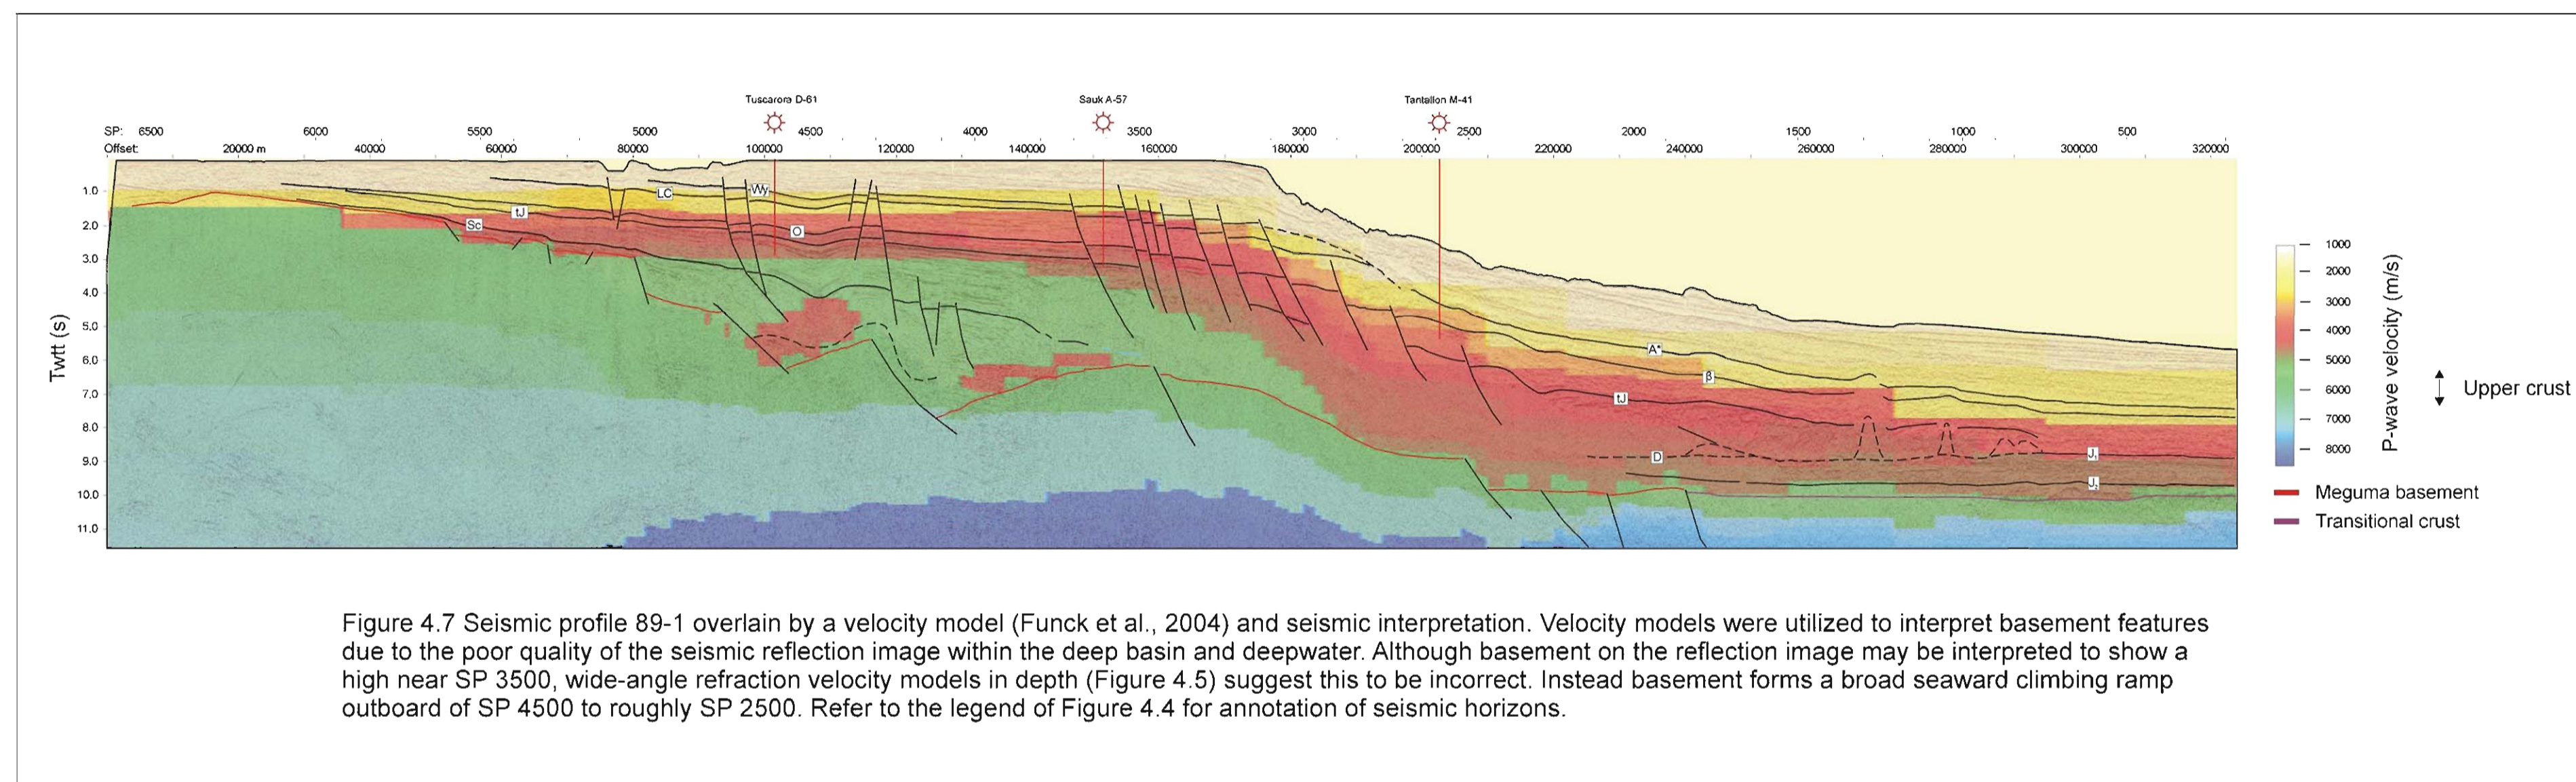 Tuscarora D-61 Sauk A-57 Tantallon M-41
SP: 6500 6000 5500 5000 4500 4000 3500 3000 2500 2000 1500 1000 500
Offset: 20000 m 40000 60000 80000 100000 120000 140000 160000 180000 200000 220000 240000 260000 280000 300000 320000
Twtt (s)
1.0
2.0
3.0
4.0
5.0
6.0
7.0
8.0
9.0
10.0
11.0
LC
Wy
tJ
Sc
O
A*
β
tJ
D
J₁
J₂
1000
2000
3000
4000
5000
6000
7000
8000
P-wave velocity (m/s)
Upper crust
Meguma basement
Transitional crust
Figure 4.7 Seismic profile 89-1 overlain by a velocity model (Funck et al., 2004) and seismic interpretation. Velocity models were utilized to interpret basement features
due to the poor quality of the seismic reflection image within the deep basin and deepwater. Although basement on the reflection image may be interpreted to show a
high near SP 3500, wide-angle refraction velocity models in depth (Figure 4.5) suggest this to be incorrect. Instead basement forms a broad seaward climbing ramp
outboard of SP 4500 to roughly SP 2500. Refer to the legend of Figure 4.4 for annotation of seismic horizons.